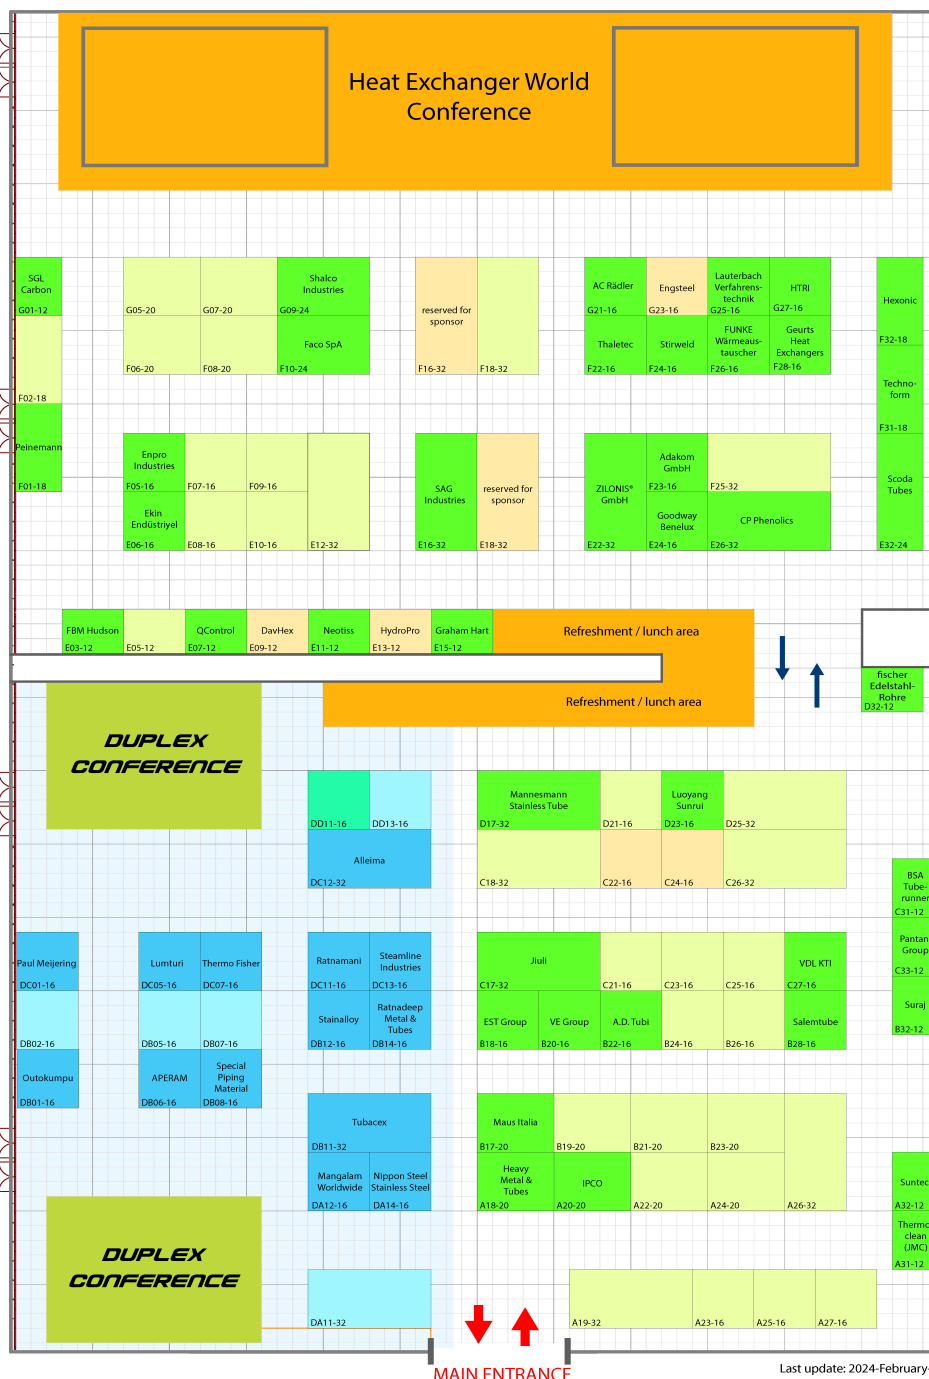 Heat Exchanger World
Conference
SGL
Carbon
G01-12
G05-20
G07-20
Shalco
Industries
G09-24
F06-20
F08-20
Faco SpA
F10-24
reserved for
sponsor
F16-32
F18-32
AC Rädler
G21-16
Engsteel
G23-16
Lauterbach
Verfahrens-
technik
G25-16
HTRI
G27-16
Thaletec
F22-16
Stirweld
F24-16
FUNKE
Wärmeaus-
tauscher
F26-16
Geurts
Heat
Exchangers
F28-16
Hexonic
F32-18
Techno-
form
F31-18
Scoda
Tubes
E32-24
F02-18
Peinemann
F01-18
Enpro
Industries
F05-16
F07-16
F09-16
Ekin
Endüstriyel
E06-16
E08-16
E10-16
E12-32
SAG
Industries
E16-32
reserved for
sponsor
E18-32
ZILONIS®
GmbH
E22-32
Adakom
GmbH
F23-16
F25-32
Goodway
Benelux
E24-16
CP Phenolics
E26-32
FBM Hudson
E03-12
E05-12
QControl
E07-12
DavHex
E09-12
Neotiss
E11-12
HydroPro
E13-12
Graham Hart
E15-12
Refreshment / lunch area
Refreshment / lunch area
fischer
Edelstahl-
Rohre
D32-12
DUPLEX
CONFERENCE
DD11-16
DD13-16
Alleima
DC12-32
Mannesmann
Stainless Tube
D17-32
D21-16
Luoyang
Sunrui
D23-16
D25-32
C18-32
C22-16
C24-16
C26-32
BSA
Tube-
runner
C31-12
Pantan
Group
C33-12
Suraj
B32-12
Paul Meijering
DC01-16
Lumturi
DC05-16
Thermo Fisher
DC07-16
Ratnamani
DC11-16
Steamline
Industries
DC13-16
DB02-16
DB05-16
DB07-16
Stainalloy
DB12-16
Ratnadeep
Metal &
Tubes
DB14-16
Outokumpu
DB01-16
APERAM
DB06-16
Special
Piping
Material
DB08-16
Jiuli
C17-32
C21-16
C23-16
C25-16
VDL KTI
C27-16
EST Group
B18-16
VE Group
B20-16
A.D. Tubi
B22-16
B24-16
B26-16
Salemtube
B28-16
Tubacex
DB11-32
Mangalam
Worldwide
DA12-16
Nippon Steel
Stainless Steel
DA14-16
Maus Italia
B17-20
B19-20
B21-20
B23-20
Heavy
Metal &
Tubes
A18-20
IPCO
A20-20
A22-20
A24-20
A26-32
Suntec
A32-12
Thermo
clean
(JMC)
A31-12
DUPLEX
CONFERENCE
DA11-32
A19-32
A23-16
A25-16
A27-16
MAIN ENTRANCE
Last update: 2024-February-